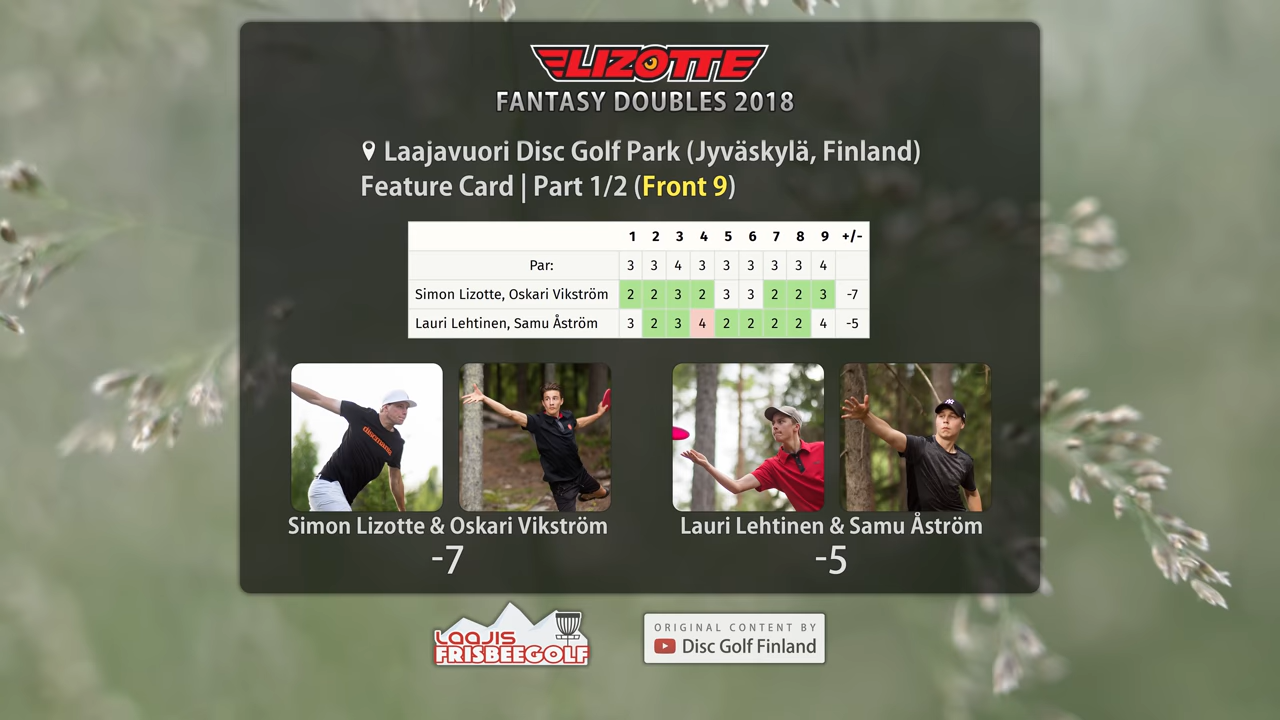 LIZOTTE
FANTASY DOUBLES 2018
Laajavuori Disc Golf Park (Jyväskylä, Finland)
Feature Card | Part 1/2 (Front 9)
1 2 3 4 5 6 7 8 9 +/-
Par: 3 3 4 3 3 3 3 3 4
Simon Lizotte, Oskari Vikström 2 2 3 2 3 3 2 2 3 -7
Lauri Lehtinen, Samu Åström 3 2 3 4 2 2 2 2 4 -5
discmania
Simon Lizotte & Oskari Vikström
-7
Lauri Lehtinen & Samu Åström
-5
LAAJIS
FRISBEEGOLF
ORIGINAL CONTENT BY
Disc Golf Finland